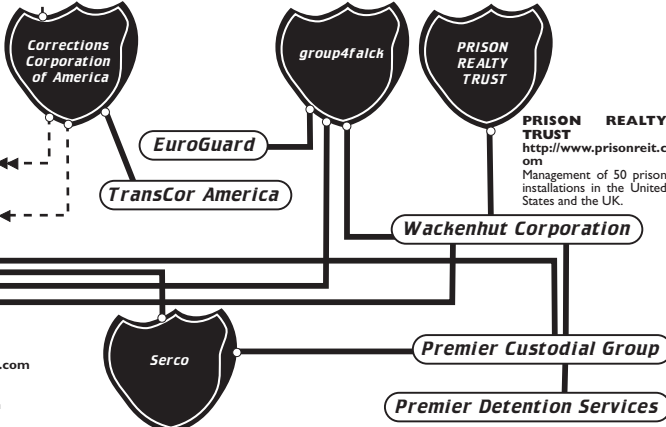 Corrections
Corporation
of America
group4falck
PRISON
REALTY
TRUST
PRISON REALTY
TRUST
http://www.prisonreit.c
om
Management of 50 prison
installations in the United
States and the UK.
EuroGuard
TransCor America
Wackenhut Corporation
Serco
.com
Premier Custodial Group
Premier Detention Services